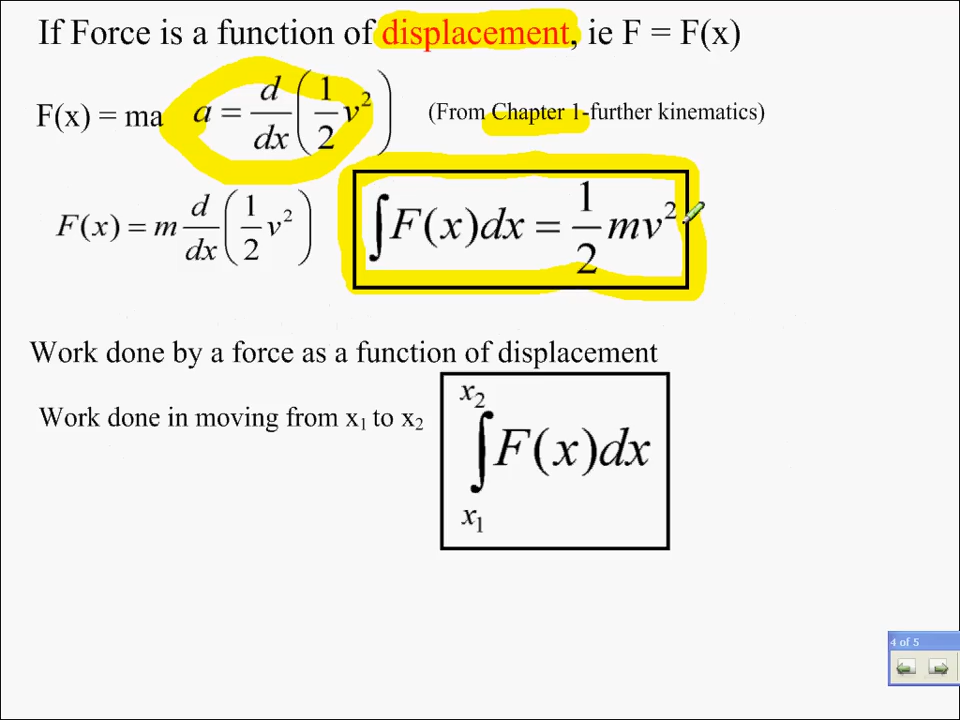 If Force is a function of displacement, ie F = F(x)
F(x) = ma a = d/dx (1/2 v²) (From Chapter 1-further kinematics)
F(x) = m d/dx (1/2 v²) ∫F(x)dx = 1/2 mv²
Work done by a force as a function of displacement
Work done in moving from x₁ to x₂
x₂
∫F(x)dx
x₁
4 of 5